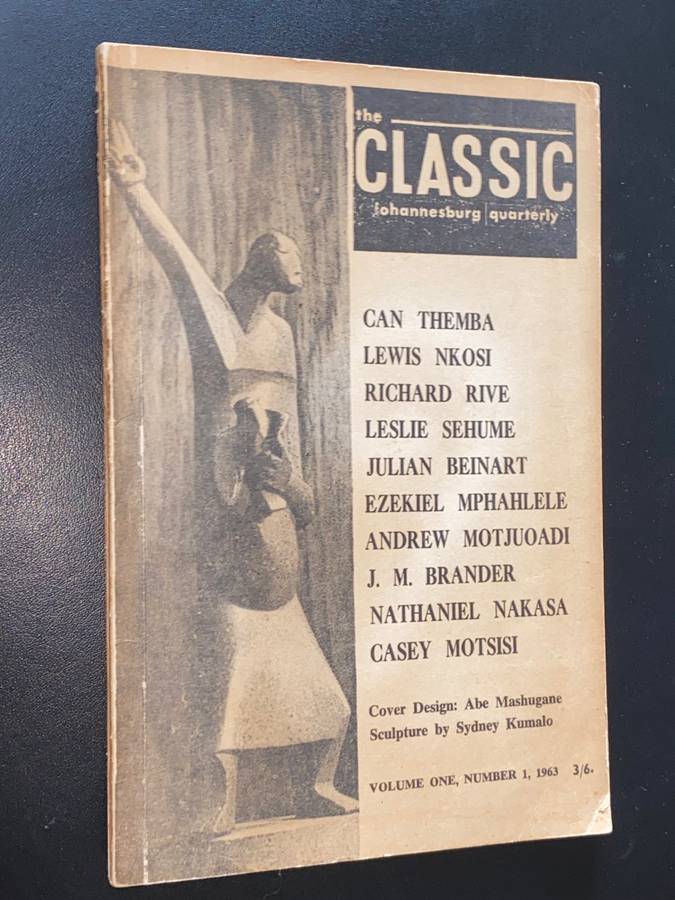 the
CLASSIC
johannesburg | quarterly
CAN THEMBA
LEWIS NKOSI
RICHARD RIVE
LESLIE SEHUME
JULIAN BEINART
EZEKIEL MPHAHLELE
ANDREW MOTJUOADI
J. M. BRANDER
NATHANIEL NAKASA
CASEY MOTSISI
Cover Design: Abe Mashugane
Sculpture by Sydney Kumalo
VOLUME ONE, NUMBER 1, 1963 3/6.